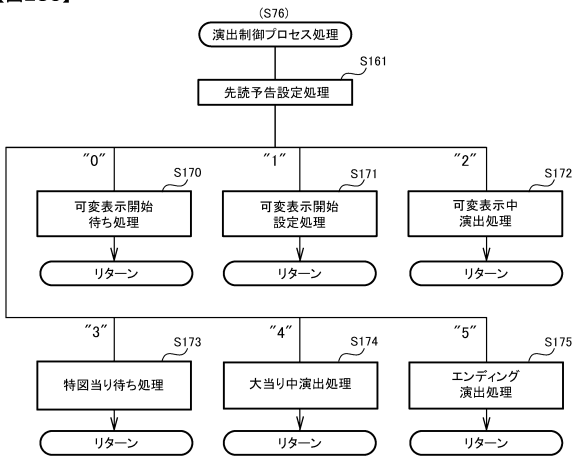 (S76)
演出制御プロセス処理
S161
先読予告設定処理
"0"
"1"
"2"
S170
S171
S172
可変表示開始
待ち処理
可変表示開始
設定処理
可変表示中
演出処理
リターン
リターン
リターン
"3"
"4"
"5"
S173
S174
S175
特図当り待ち処理
大当り中演出処理
エンディング
演出処理
リターン
リターン
リターン